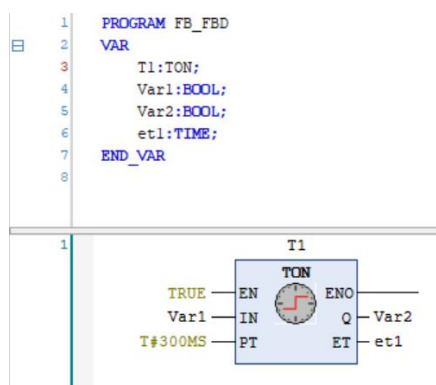 1 PROGRAM FB_FBD
2 VAR
3 T1:TON;
4 Var1:BOOL;
5 Var2:BOOL;
6 et1:TIME;
7 END_VAR
8
1 T1
TON
TRUE EN ENO
Var1 IN Q Var2
T#300MS PT ET et1